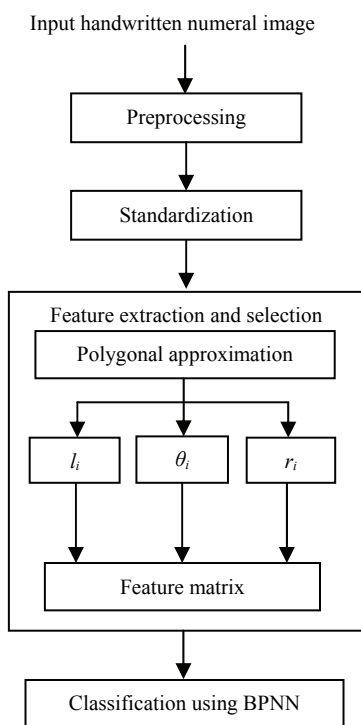 Input handwritten numeral image
Preprocessing
Standardization
Feature extraction and selection
Polygonal approximation
lᵢ θᵢ rᵢ
Feature matrix
Classification using BPNN